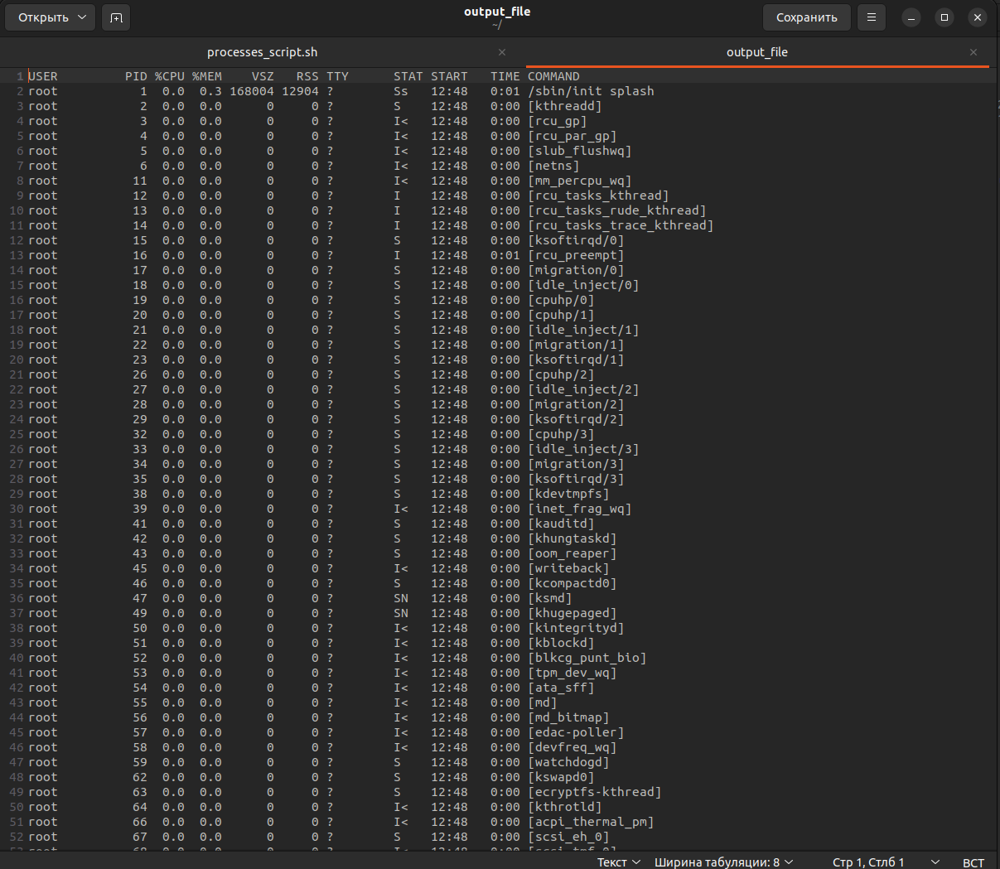 Открыть
output_file
~/
Сохранить
processes_script.sh
output_file
1 USER PID %CPU %MEM VSZ RSS TTY STAT START TIME COMMAND
2 root 1 0.0 0.3 168004 12904 ? Ss 12:48 0:01 /sbin/init splash
3 root 2 0.0 0.0 0 0 ? S 12:48 0:00 [kthreadd]
4 root 3 0.0 0.0 0 0 ? I< 12:48 0:00 [rcu_gp]
5 root 4 0.0 0.0 0 0 ? I< 12:48 0:00 [rcu_par_gp]
6 root 5 0.0 0.0 0 0 ? I< 12:48 0:00 [slub_flushwq]
7 root 6 0.0 0.0 0 0 ? I< 12:48 0:00 [netns]
8 root 11 0.0 0.0 0 0 ? I< 12:48 0:00 [mm_percpu_wq]
9 root 12 0.0 0.0 0 0 ? I 12:48 0:00 [rcu_tasks_kthread]
10 root 13 0.0 0.0 0 0 ? I 12:48 0:00 [rcu_tasks_rude_kthread]
11 root 14 0.0 0.0 0 0 ? I 12:48 0:00 [rcu_tasks_trace_kthread]
12 root 15 0.0 0.0 0 0 ? S 12:48 0:00 [ksoftirqd/0]
13 root 16 0.0 0.0 0 0 ? I 12:48 0:01 [rcu_preempt]
14 root 17 0.0 0.0 0 0 ? S 12:48 0:00 [migration/0]
15 root 18 0.0 0.0 0 0 ? S 12:48 0:00 [idle_inject/0]
16 root 19 0.0 0.0 0 0 ? S 12:48 0:00 [cpuhp/0]
17 root 20 0.0 0.0 0 0 ? S 12:48 0:00 [cpuhp/1]
18 root 21 0.0 0.0 0 0 ? S 12:48 0:00 [idle_inject/1]
19 root 22 0.0 0.0 0 0 ? S 12:48 0:00 [migration/1]
20 root 23 0.0 0.0 0 0 ? S 12:48 0:00 [ksoftirqd/1]
21 root 26 0.0 0.0 0 0 ? S 12:48 0:00 [cpuhp/2]
22 root 27 0.0 0.0 0 0 ? S 12:48 0:00 [idle_inject/2]
23 root 28 0.0 0.0 0 0 ? S 12:48 0:00 [migration/2]
24 root 29 0.0 0.0 0 0 ? S 12:48 0:00 [ksoftirqd/2]
25 root 32 0.0 0.0 0 0 ? S 12:48 0:00 [cpuhp/3]
26 root 33 0.0 0.0 0 0 ? S 12:48 0:00 [idle_inject/3]
27 root 34 0.0 0.0 0 0 ? S 12:48 0:00 [migration/3]
28 root 35 0.0 0.0 0 0 ? S 12:48 0:00 [ksoftirqd/3]
29 root 38 0.0 0.0 0 0 ? S 12:48 0:00 [kdevtmpfs]
30 root 39 0.0 0.0 0 0 ? I< 12:48 0:00 [inet_frag_wq]
31 root 41 0.0 0.0 0 0 ? S 12:48 0:00 [kauditd]
32 root 42 0.0 0.0 0 0 ? S 12:48 0:00 [khungtaskd]
33 root 43 0.0 0.0 0 0 ? S 12:48 0:00 [oom_reaper]
34 root 45 0.0 0.0 0 0 ? I< 12:48 0:00 [writeback]
35 root 46 0.0 0.0 0 0 ? S 12:48 0:00 [kcompactd0]
36 root 47 0.0 0.0 0 0 ? SN 12:48 0:00 [ksmd]
37 root 49 0.0 0.0 0 0 ? SN 12:48 0:00 [khugepaged]
38 root 50 0.0 0.0 0 0 ? I< 12:48 0:00 [kintegrityd]
39 root 51 0.0 0.0 0 0 ? I< 12:48 0:00 [kblockd]
40 root 52 0.0 0.0 0 0 ? I< 12:48 0:00 [blkcg_punt_bio]
41 root 53 0.0 0.0 0 0 ? I< 12:48 0:00 [tpm_dev_wq]
42 root 54 0.0 0.0 0 0 ? I< 12:48 0:00 [ata_sff]
43 root 55 0.0 0.0 0 0 ? I< 12:48 0:00 [md]
44 root 56 0.0 0.0 0 0 ? I< 12:48 0:00 [md_bitmap]
45 root 57 0.0 0.0 0 0 ? I< 12:48 0:00 [edac-poller]
46 root 58 0.0 0.0 0 0 ? I< 12:48 0:00 [devfreq_wq]
47 root 59 0.0 0.0 0 0 ? S 12:48 0:00 [watchdogd]
48 root 62 0.0 0.0 0 0 ? S 12:48 0:00 [kswapd0]
49 root 63 0.0 0.0 0 0 ? S 12:48 0:00 [ecryptfs-kthread]
50 root 64 0.0 0.0 0 0 ? I< 12:48 0:00 [kthrotld]
51 root 66 0.0 0.0 0 0 ? I< 12:48 0:00 [acpi_thermal_pm]
52 root 67 0.0 0.0 0 0 ? S 12:48 0:00 [scsi_eh_0]
Текст Ширина табуляции: 8 Стр 1, Стлб 1 ВСТ